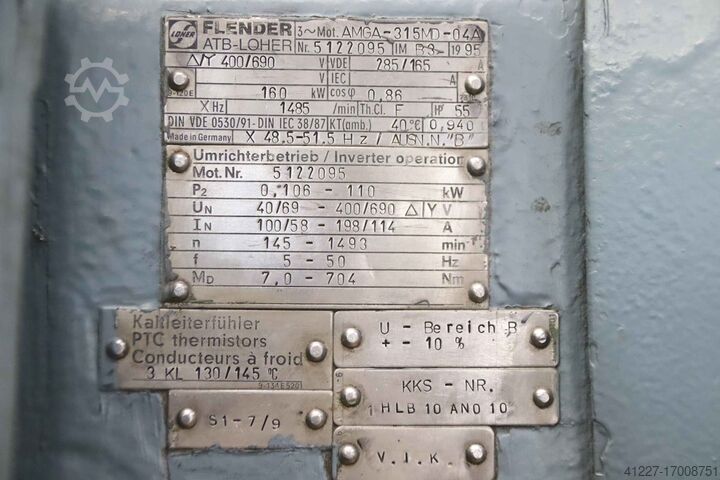 LOHER FLENDER 3~Mot. AMGA-315MD-04A
ATB-LOHER Nr. 5122095 IM B3 1995
△/Y 400/690 V VDE 285/165 A
V IEC A
160 kW cosφ 0,86
X Hz 1485 /min Th.Cl. F IP 55
DIN VDE 0530/91-DIN IEC 38/87 KT(amb.) 40°C 0,940
Made in Germany X 48.5-51.5 Hz / AUSN.N."B"
Umrichterbetrieb / Inverter operation
Mot. Nr. 5122095
P2 0,106 - 110 kW
UN 40/69 - 400/690 △ Y V
IN 100/58 - 198/114 A
n 145 - 1493 min-1
f 5 - 50 Hz
MD 7,0 - 704 Nm
Kaltleiterfühler
PTC thermistors
Conducteurs à froid
3 KL 130/145 °C
U - Bereich B
+ - 10 %
KKS - NR.
1 HLB 10 AN0 10
S1-7/9
V.I.K.
41227-17008751